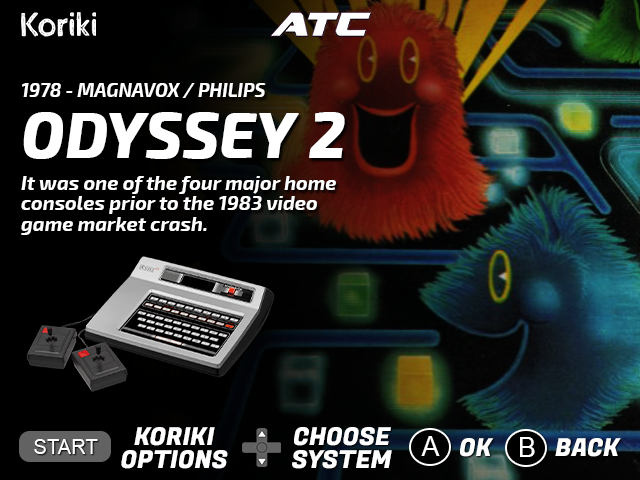 Koriki
ATC
1978 - MAGNAVOX / PHILIPS
ODYSSEY 2
It was one of the four major home
consoles prior to the 1983 video
game market crash.
START KORIKI OPTIONS
CHOOSE SYSTEM
A OK B BACK